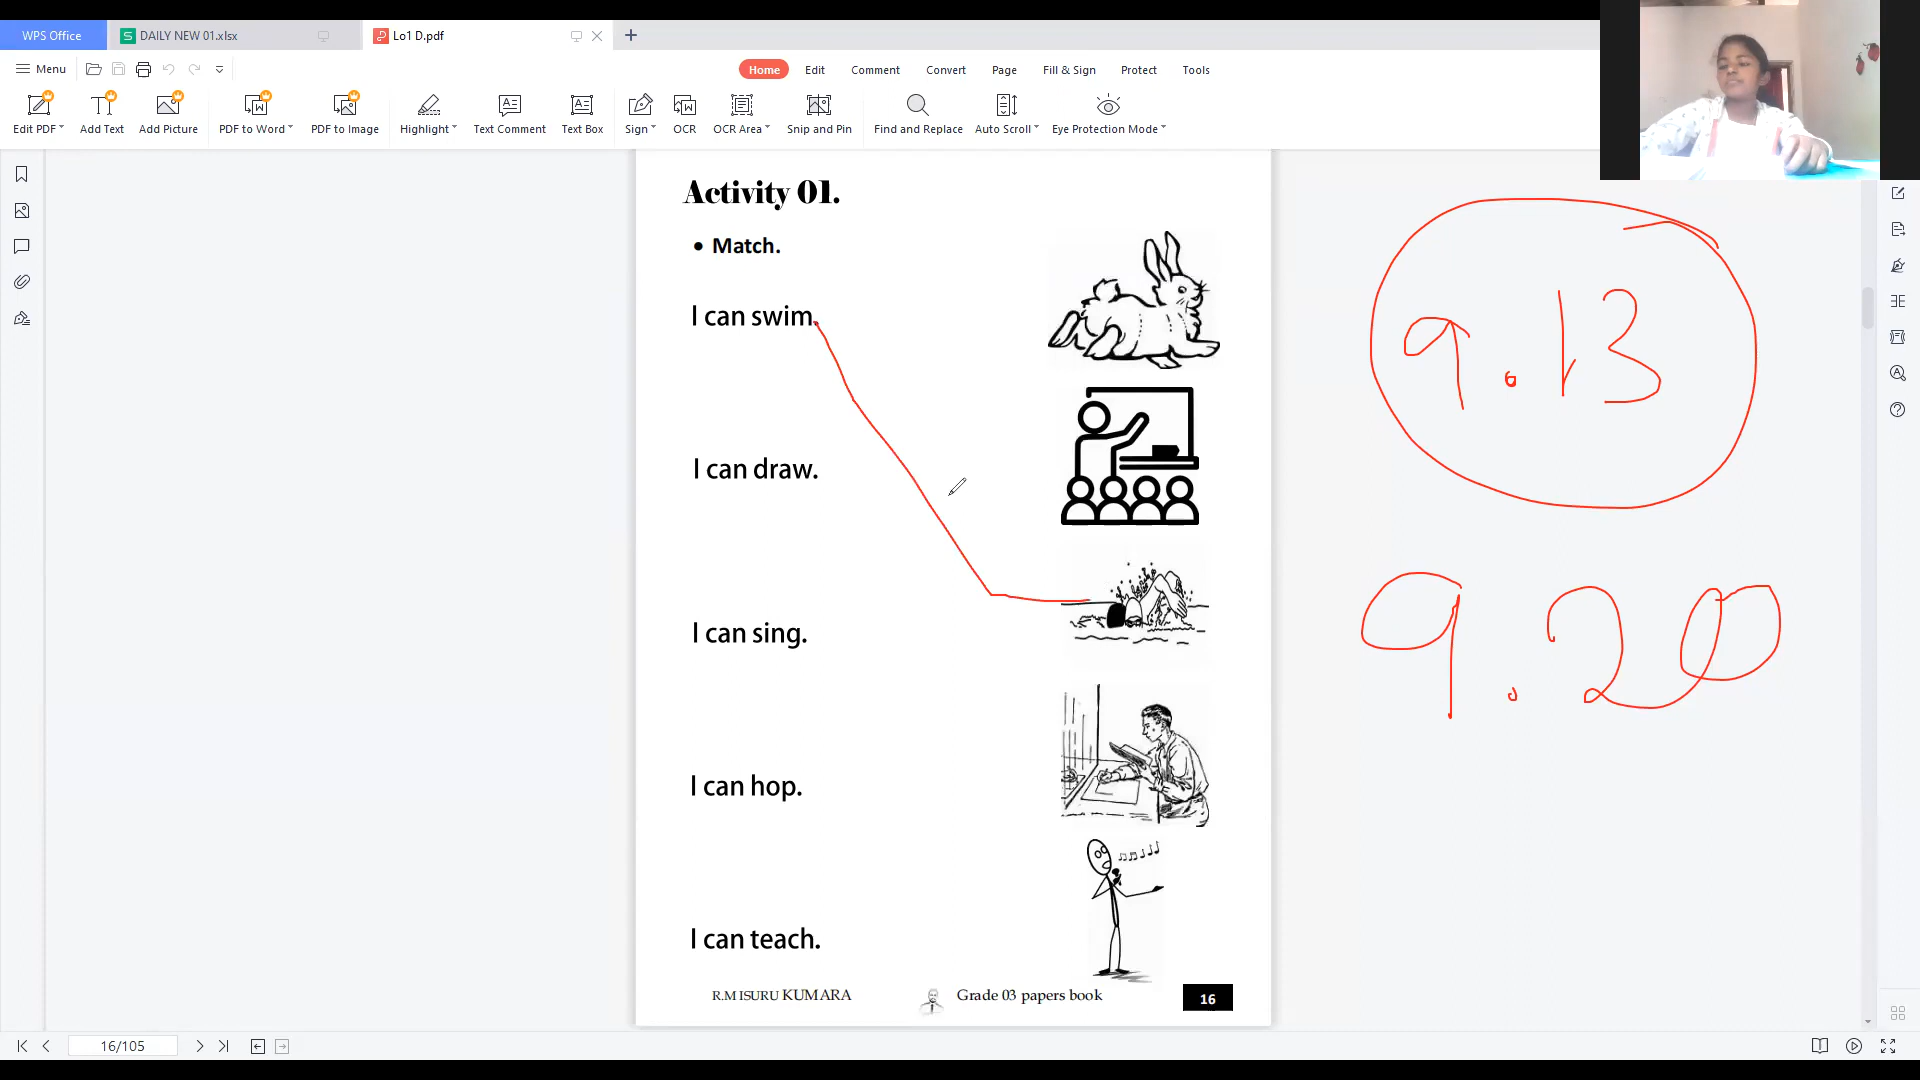 WPS Office
DAILY NEW 01.xlsx
Lo1 D.pdf
Menu
Home Edit Comment Convert Page Fill & Sign Protect Tools
Edit PDF Add Text Add Picture PDF to Word PDF to Image Highlight Text Comment Text Box Sign OCR OCR Area Snip and Pin Find and Replace Auto Scroll Eye Protection Mode
Activity 01.
• Match.
I can swim.
I can draw.
I can sing.
I can hop.
I can teach.
R.M ISURU KUMARA Grade 03 papers book 16
9.13
9.20
16/105